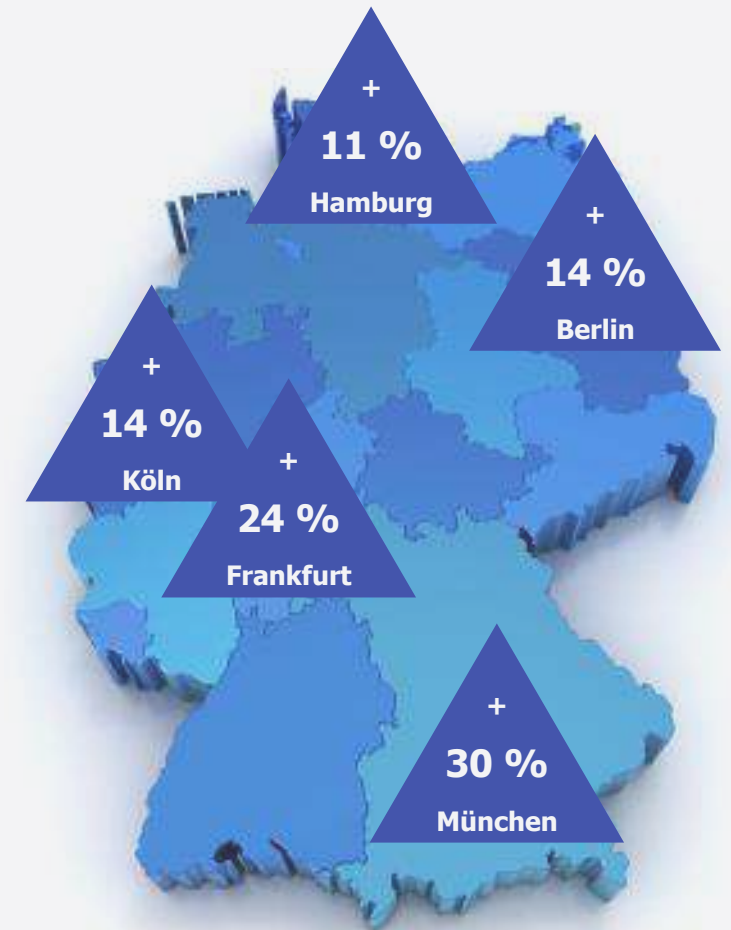 +
11 %
Hamburg
+
14 %
Berlin
+
14 %
Köln
+
24 %
Frankfurt
+
30 %
München